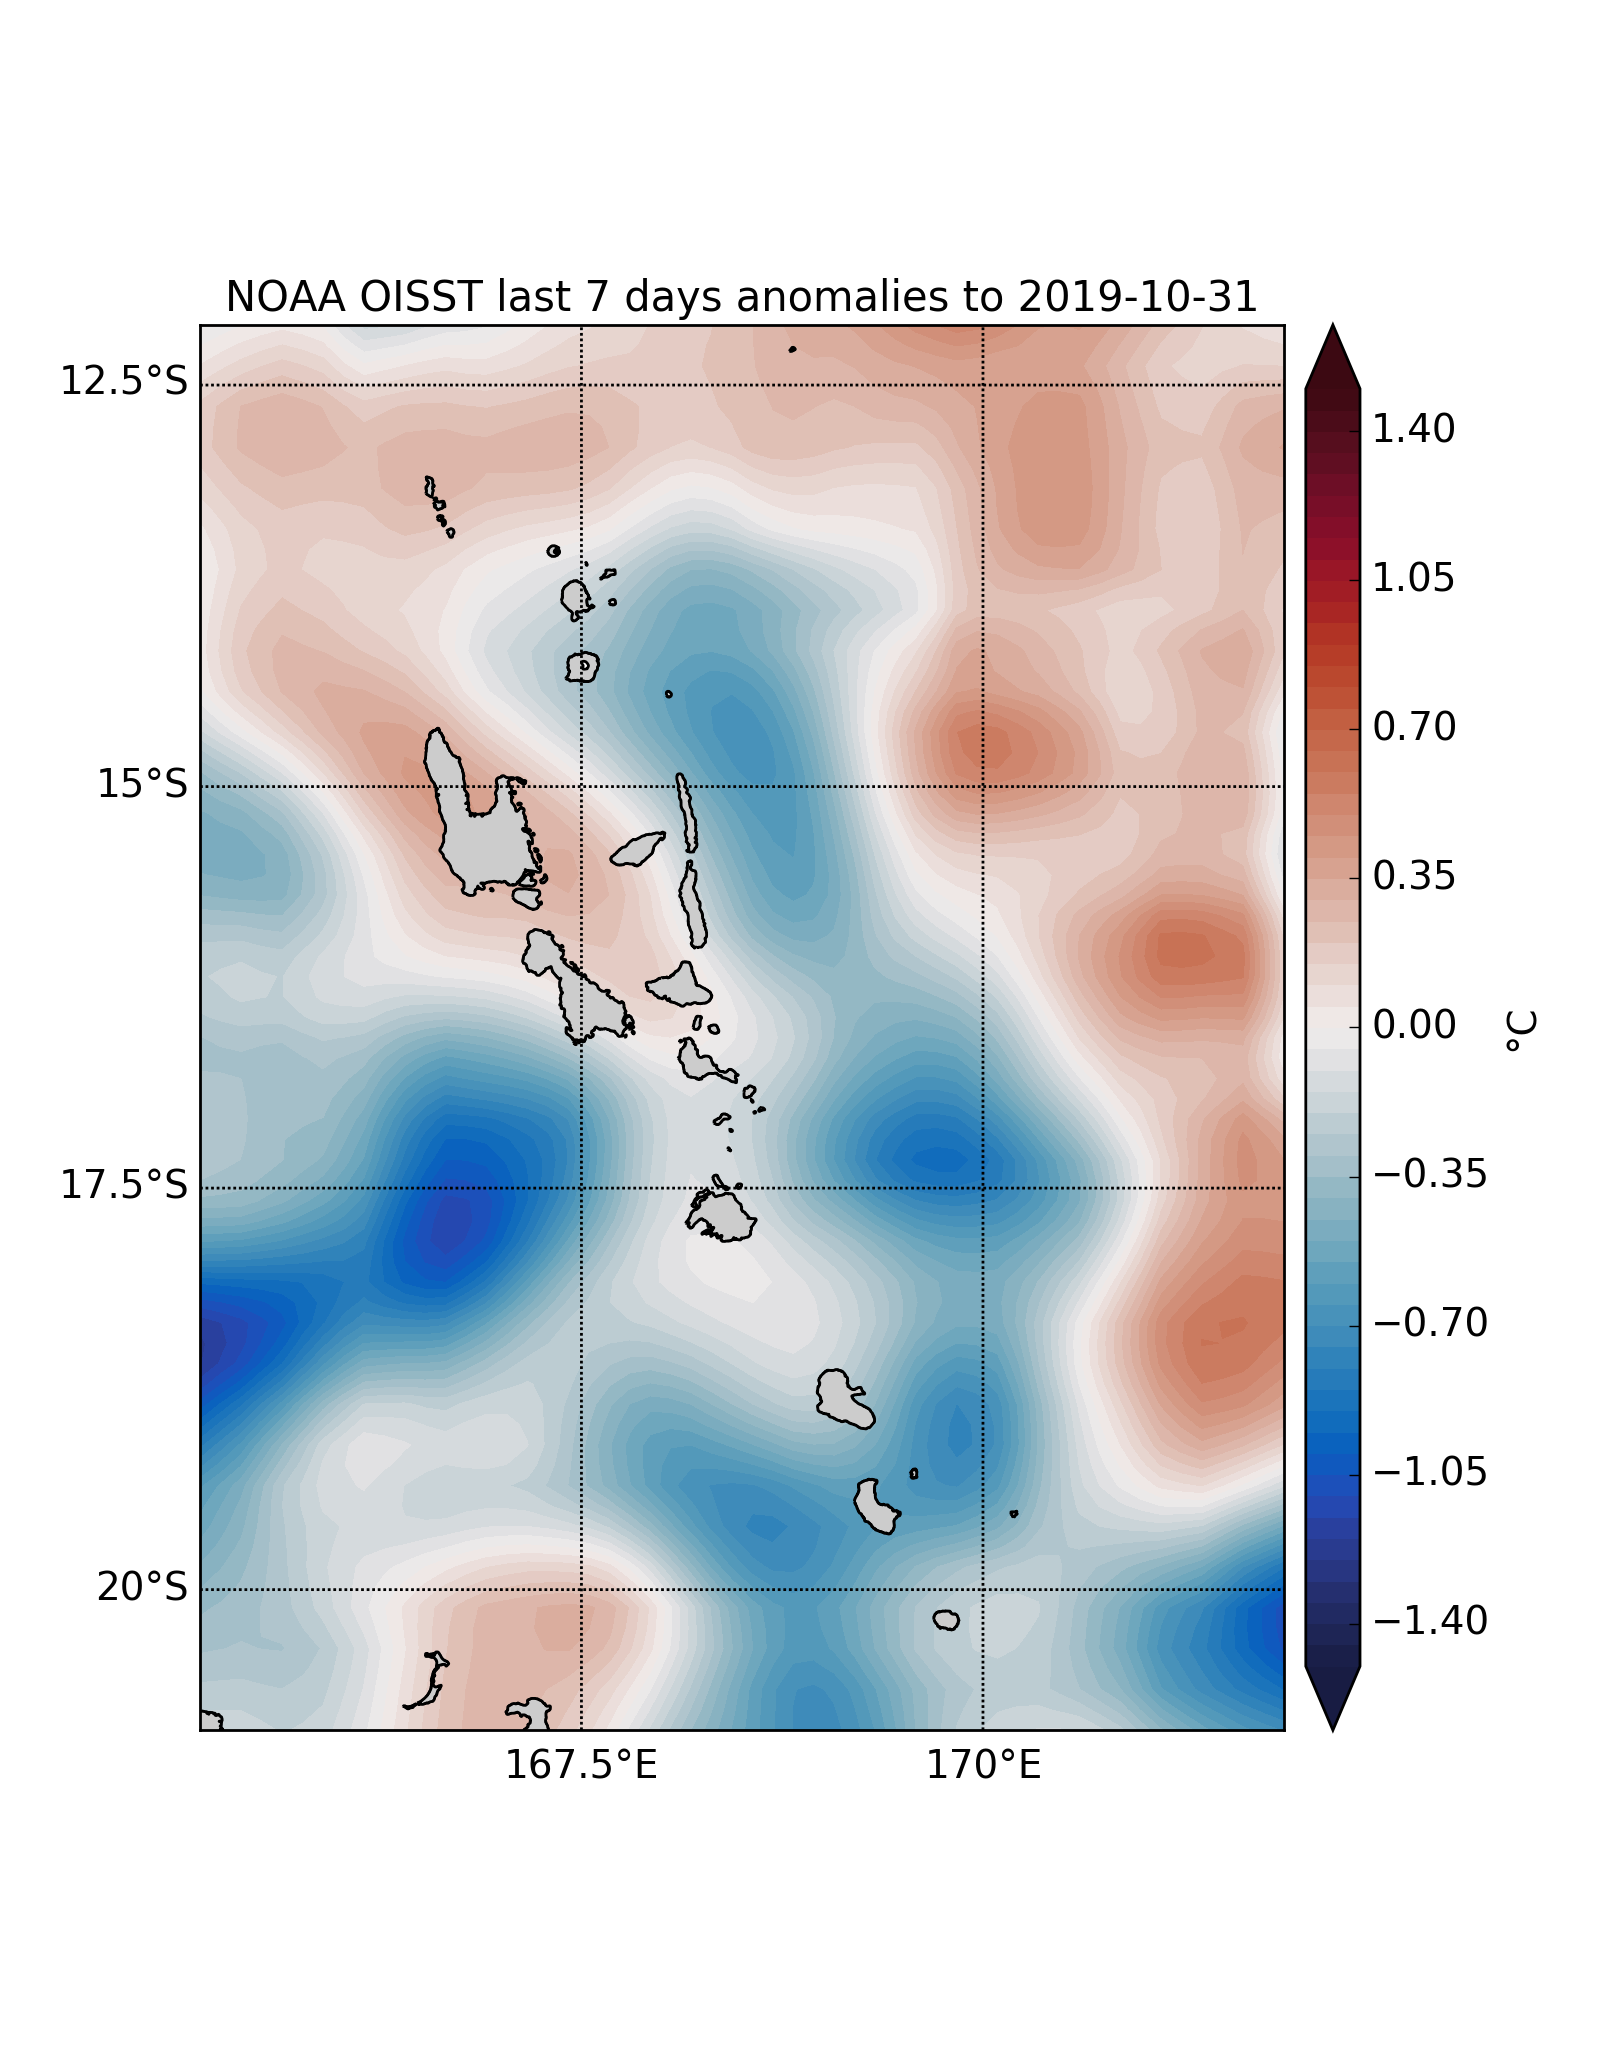 NOAA OISST last 7 days anomalies to 2019-10-31
12.5°S
15°S
17.5°S
20°S
167.5°E
170°E
1.40
1.05
0.70
0.35
0.00
−0.35
−0.70
−1.05
−1.40
°C